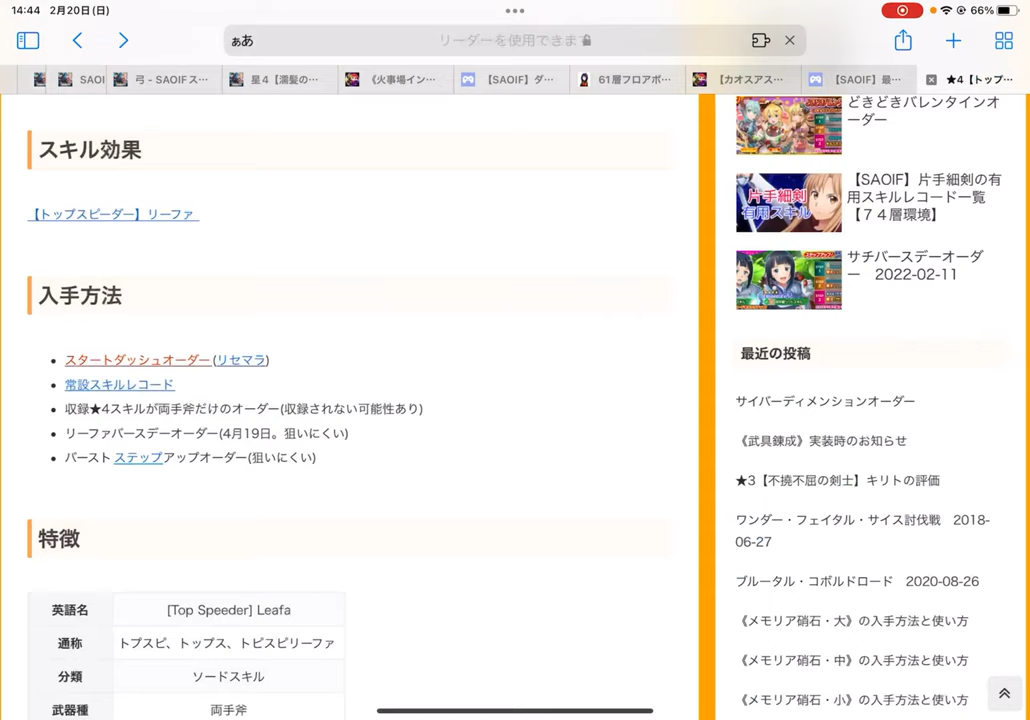 14:44 2月20日(日)
66%
ぁあ
リーダーを使用できま
SAOI
弓 - SAOIF ス…
星4【濡髪の…
《火事場イン…
【SAOIF】ダ…
61層フロアボ…
【カオスアス…
【SAOIF】最…
★4【トップ…
スキル効果
【トップスピーダー】リーファ
入手方法
スタートダッシュオーダー(リセマラ)
常設スキルレコード
収録★4スキルが両手斧だけのオーダー(収録されない可能性あり)
リーファバースデーオーダー(4月19日。狙いにくい)
バースト ステップアップオーダー(狙いにくい)
特徴
英語名 [Top Speeder] Leafa
通称 トプスピ、トップス、トピスピリーファ
分類 ソードスキル
武器種 両手斧
どきどきバレンタインオ
ーダー
片手細剣
有用スキル
【SAOIF】片手細剣の有
用スキルレコード一覧
【７４層環境】
サチバースデーオーダ
ー　2022-02-11
最近の投稿
サイバーディメンションオーダー
《武具錬成》実装時のお知らせ
★3【不撓不屈の剣士】キリトの評価
ワンダー・フェイタル・サイス討伐戦　2018-
06-27
ブルータル・コボルドロード　2020-08-26
《メモリア硝石・大》の入手方法と使い方
《メモリア硝石・中》の入手方法と使い方
《メモリア硝石・小》の入手方法と使い方